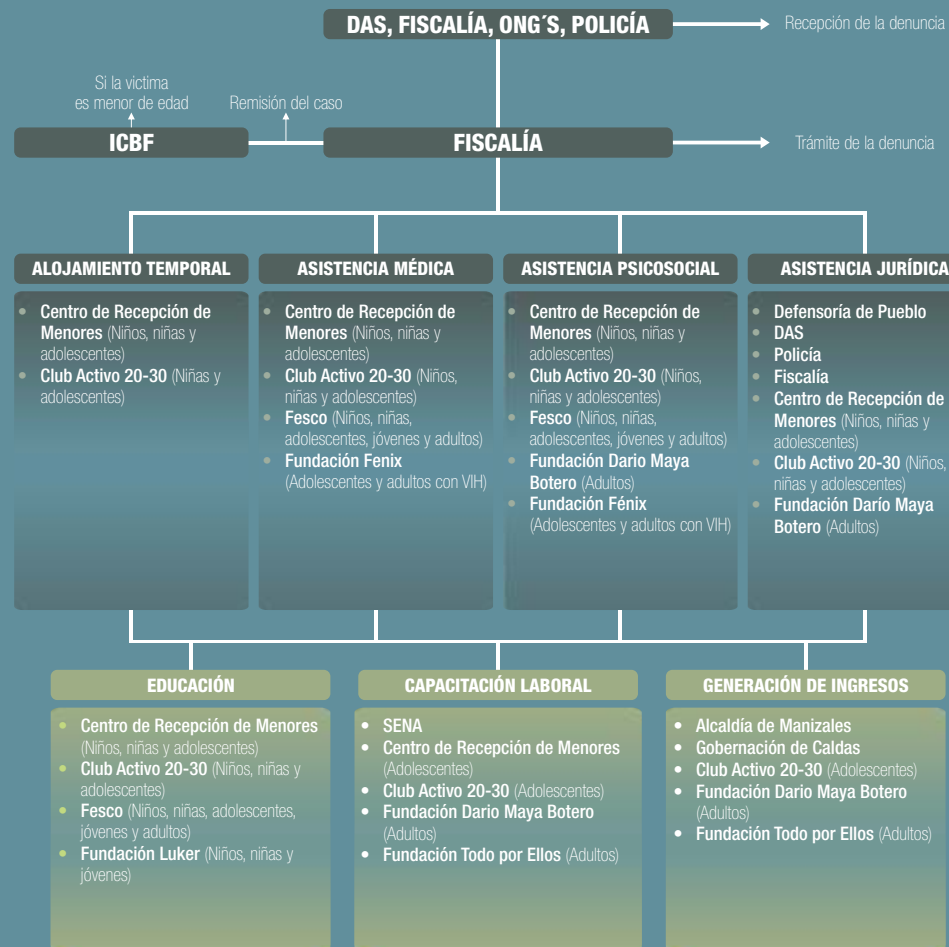 DAS, FISCALÍA, ONG´S, POLICÍA
Recepción de la denuncia
Si la victima
es menor de edad
Remisión del caso
ICBF
FISCALÍA
Trámite de la denuncia
ALOJAMIENTO TEMPORAL
• Centro de Recepción de
Menores (Niños, niñas y
adolescentes)
• Club Activo 20-30 (Niñas y
adolescentes)
ASISTENCIA MÉDICA
• Centro de Recepción de
Menores (Niños, niñas y
adolescentes)
• Club Activo 20-30 (Niños,
niñas y adolescentes)
• Fesco (Niños, niñas,
adolescentes, jóvenes y adultos)
• Fundación Fenix
(Adolescentes y adultos con VIH)
ASISTENCIA PSICOSOCIAL
• Centro de Recepción de
Menores (Niños, niñas y
adolescentes)
• Club Activo 20-30 (Niños,
niñas y adolescentes)
• Fesco (Niños, niñas,
adolescentes, jóvenes y adultos)
• Fundación Dario Maya
Botero (Adultos)
• Fundación Fénix
(Adolescentes y adultos con VIH)
ASISTENCIA JURÍDICA
• Defensoría de Pueblo
• DAS
• Policía
• Fiscalía
• Centro de Recepción de
Menores (Niños, niñas y
adolescentes)
• Club Activo 20-30 (Niños,
niñas y adolescentes)
• Fundación Darío Maya
Botero (Adultos)
EDUCACIÓN
• Centro de Recepción de Menores
(Niños, niñas y adolescentes)
• Club Activo 20-30 (Niños, niñas y
adolescentes)
• Fesco (Niños, niñas, adolescentes,
jóvenes y adultos)
• Fundación Luker (Niños, niñas y
jóvenes)
CAPACITACIÓN LABORAL
• SENA
• Centro de Recepción de Menores
(Adolescentes)
• Club Activo 20-30 (Adolescentes)
• Fundación Dario Maya Botero
(Adultos)
• Fundación Todo por Ellos (Adultos)
GENERACIÓN DE INGRESOS
• Alcaldía de Manizales
• Gobernación de Caldas
• Club Activo 20-30 (Adolescentes)
• Fundación Dario Maya Botero
(Adultos)
• Fundación Todo por Ellos (Adultos)